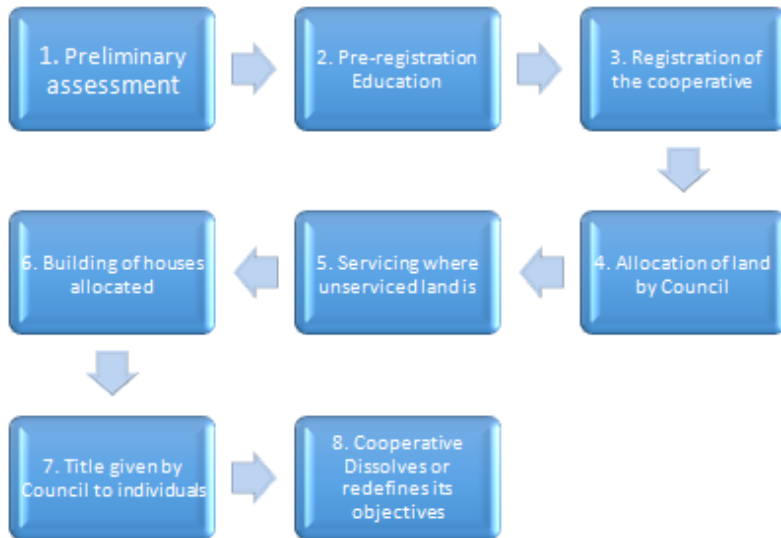 1. Preliminary
assessment
2. Pre-registration
Education
3. Registration of
the cooperative
4. Allocation of land
by Council
5. Servicing where
unserviced land is
6. Building of houses
allocated
7. Title given by
Council to individuals
8. Cooperative
Dissolves or
redefines its
objectives